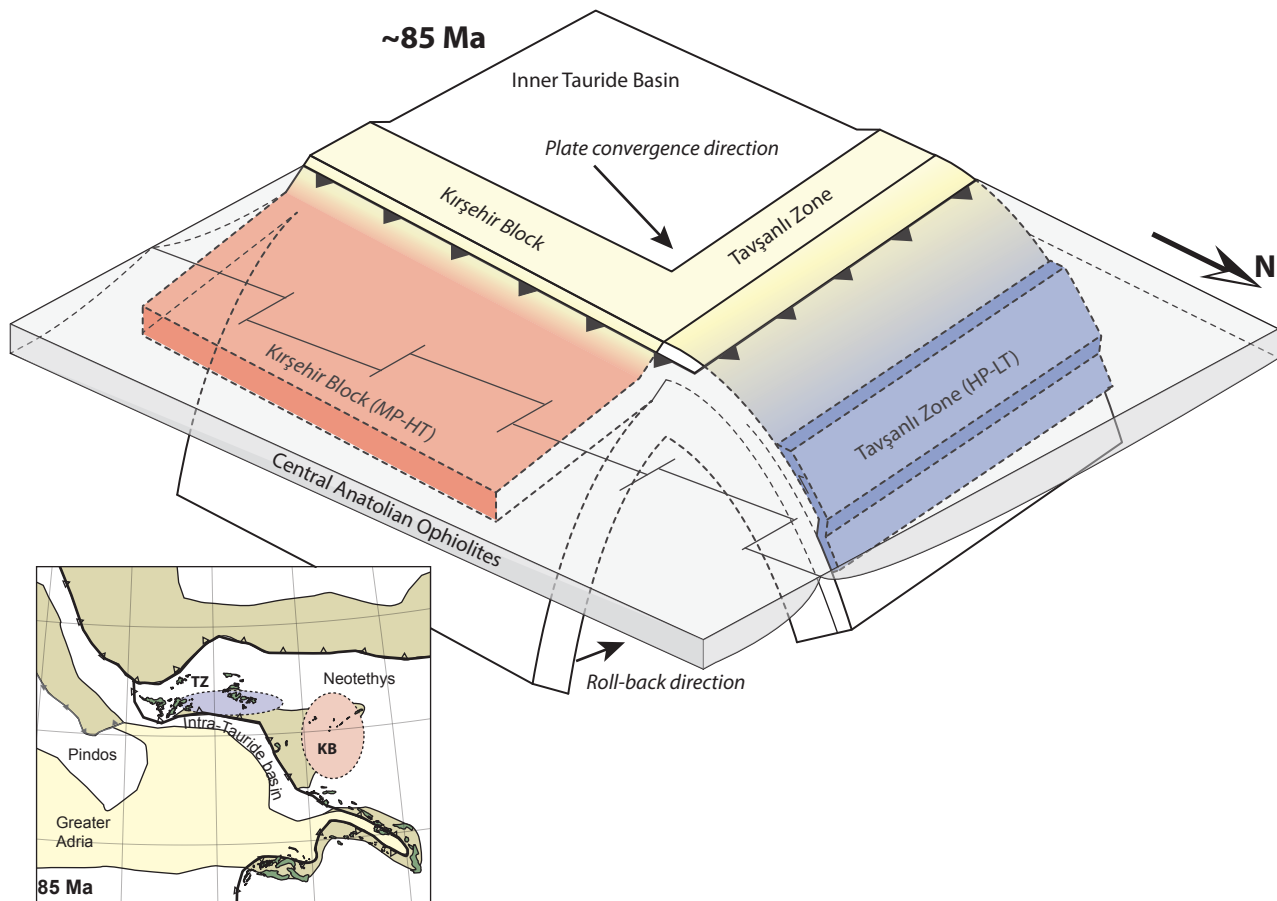 ~85 Ma
Inner Tauride Basin
Plate convergence direction
Kırşehir Block
Tavşanlı Zone
N
Kırşehir Block (MP-HT)
Tavşanlı Zone (HP-LT)
Central Anatolian Ophiolites
Roll-back direction
TZ
Neotethys
Intra-Tauride basin
Pindos
KB
Greater
Adria
85 Ma